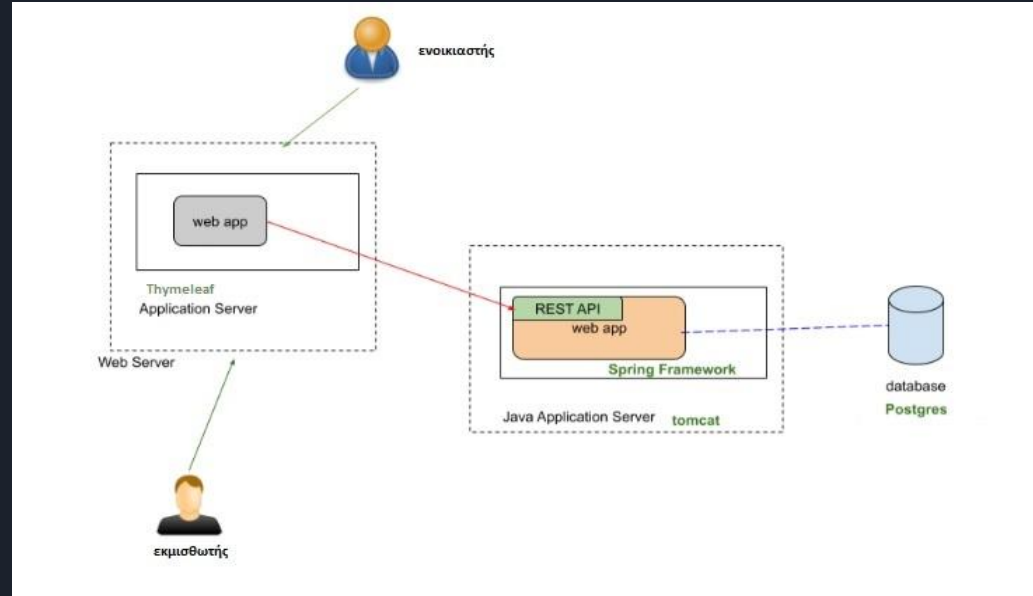 ενοικιαστής
web app
Thymeleaf
Application Server
Web Server
REST API
web app
Spring Framework
Java Application Server tomcat
database
Postgres
εκμισθωτής